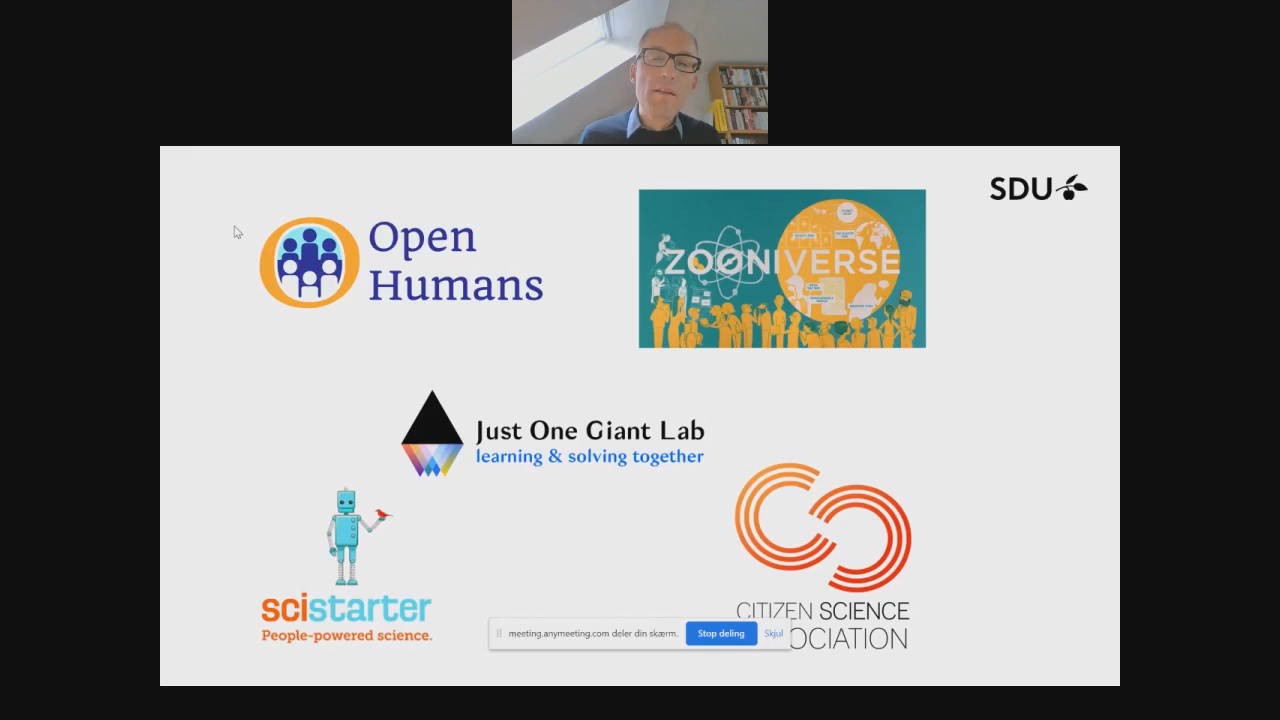 SDU
Open
Humans
ZOONIVERSE
Just One Giant Lab
learning & solving together
scistarter
People-powered science.
CITIZEN SCIENCE
OCIATION
meeting.anymeeting.com deler din skærm.
Stop deling
Skjul